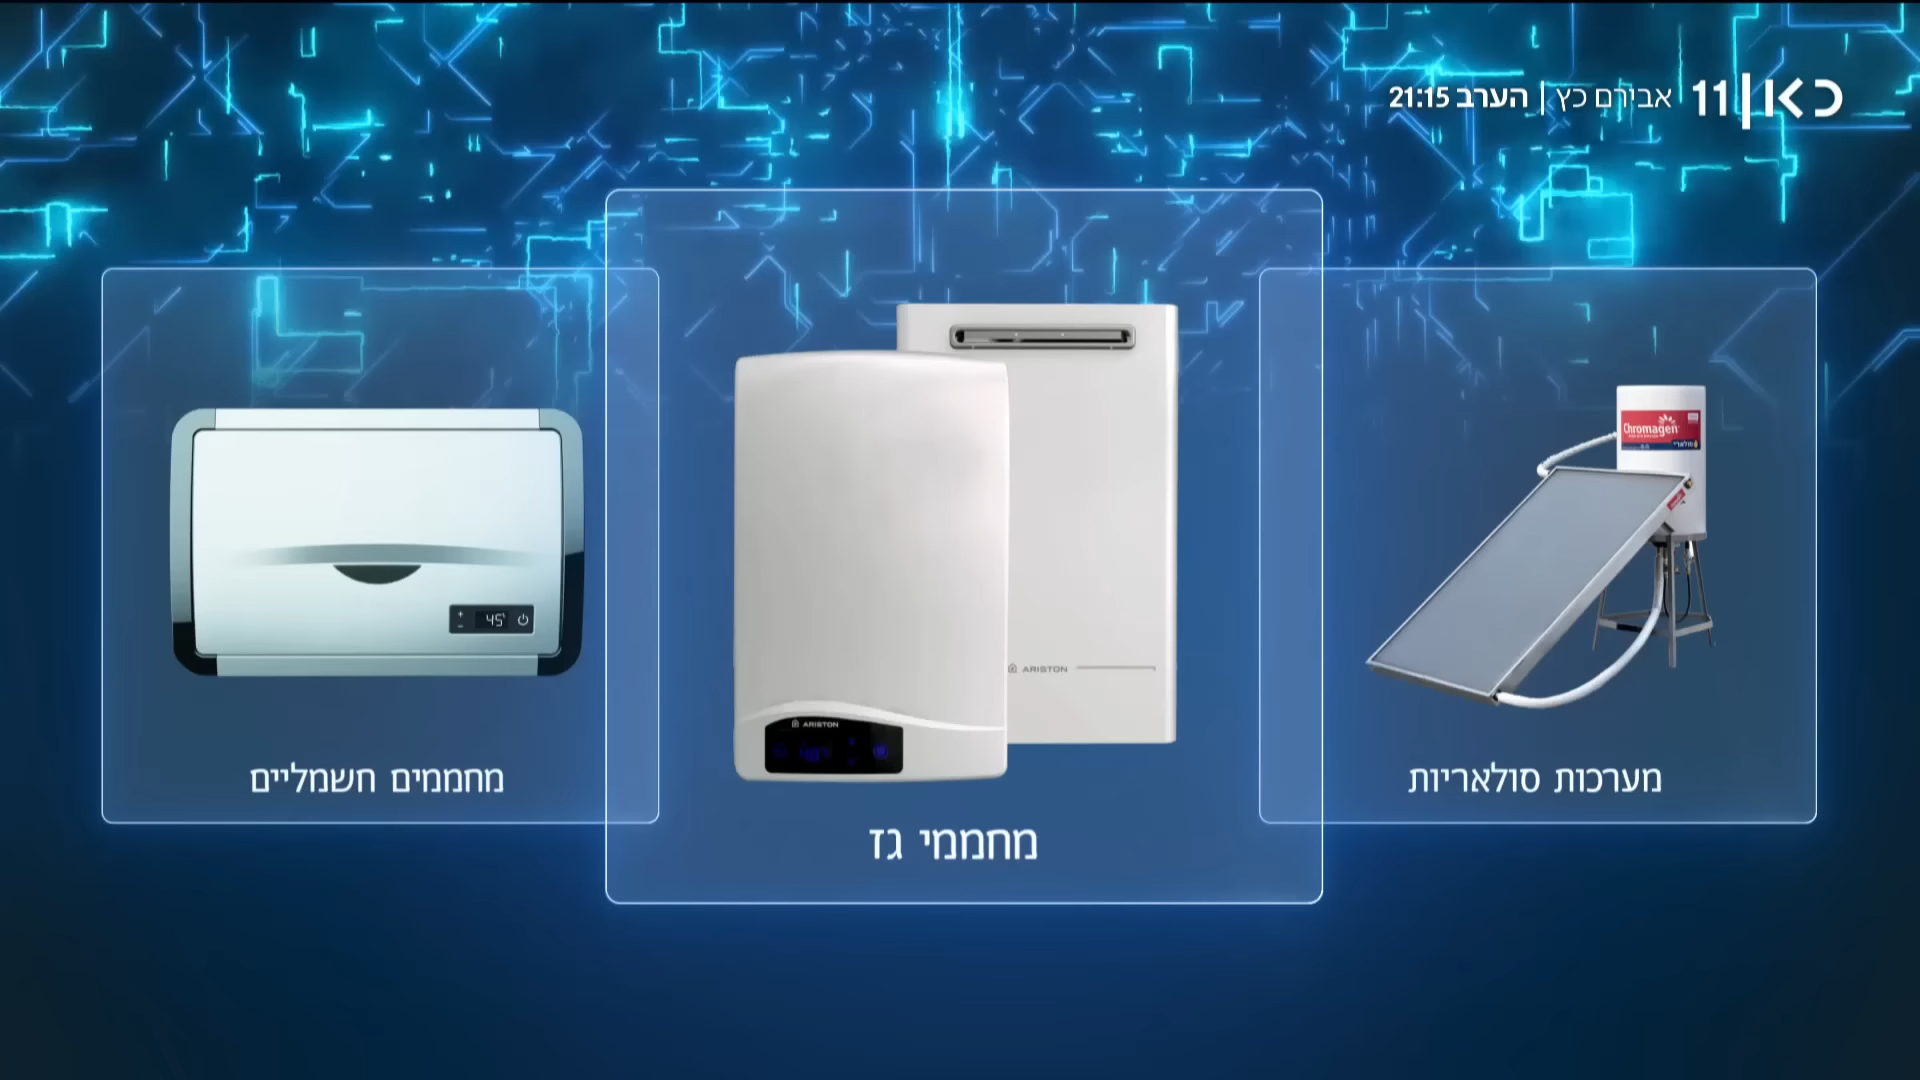 כאן 11 | אבירם כץ | הערב 21:15
Chromagen
מערכות סולאריות
ARISTON
ARISTON
מחממי גז
45°
מחממים חשמליים